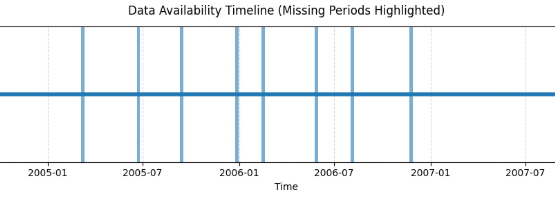 Data Availability Timeline (Missing Periods Highlighted)
2005-01 2005-07 2006-01 2006-07 2007-01 2007-07
Time